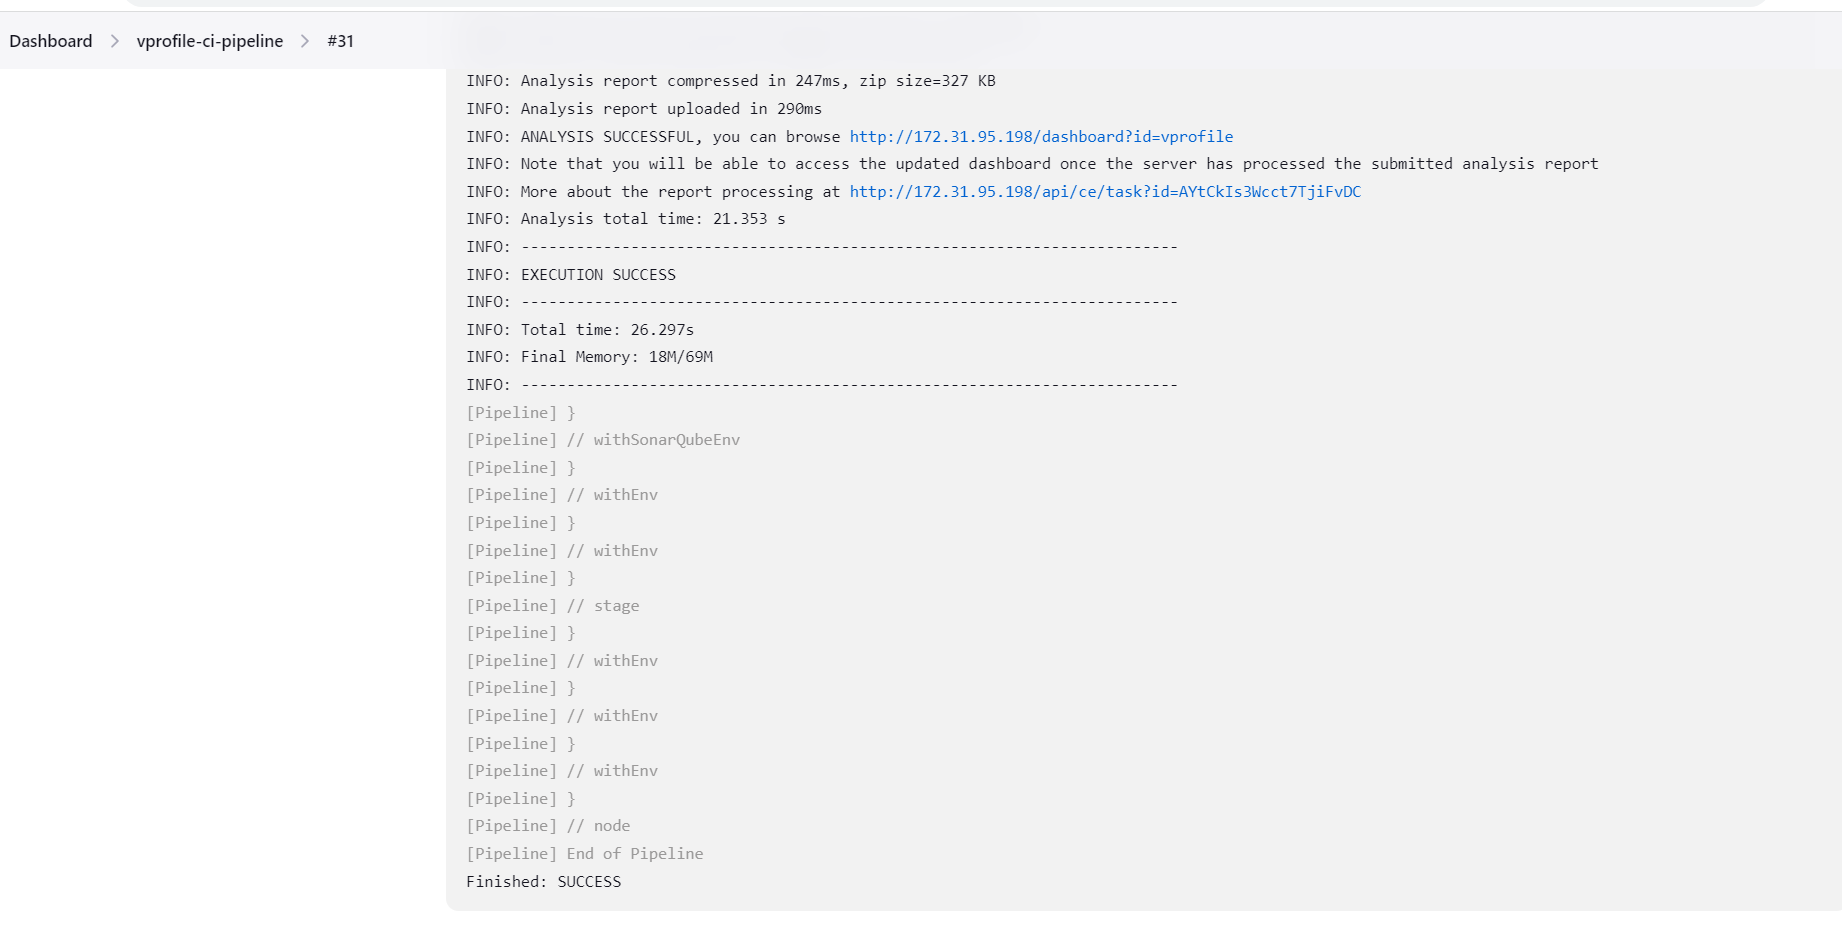 Dashboard > vprofile-ci-pipeline > #31
INFO: Analysis report compressed in 247ms, zip size=327 KB
INFO: Analysis report uploaded in 290ms
INFO: ANALYSIS SUCCESSFUL, you can browse http://172.31.95.198/dashboard?id=vprofile
INFO: Note that you will be able to access the updated dashboard once the server has processed the submitted analysis report
INFO: More about the report processing at http://172.31.95.198/api/ce/task?id=AYtCkIs3Wcct7TjiFvDC
INFO: Analysis total time: 21.353 s
INFO: ------------------------------------------------------------------------
INFO: EXECUTION SUCCESS
INFO: ------------------------------------------------------------------------
INFO: Total time: 26.297s
INFO: Final Memory: 18M/69M
INFO: ------------------------------------------------------------------------
[Pipeline] }
[Pipeline] // withSonarQubeEnv
[Pipeline] }
[Pipeline] // withEnv
[Pipeline] }
[Pipeline] // withEnv
[Pipeline] }
[Pipeline] // stage
[Pipeline] }
[Pipeline] // withEnv
[Pipeline] }
[Pipeline] // withEnv
[Pipeline] }
[Pipeline] // withEnv
[Pipeline] }
[Pipeline] // node
[Pipeline] End of Pipeline
Finished: SUCCESS